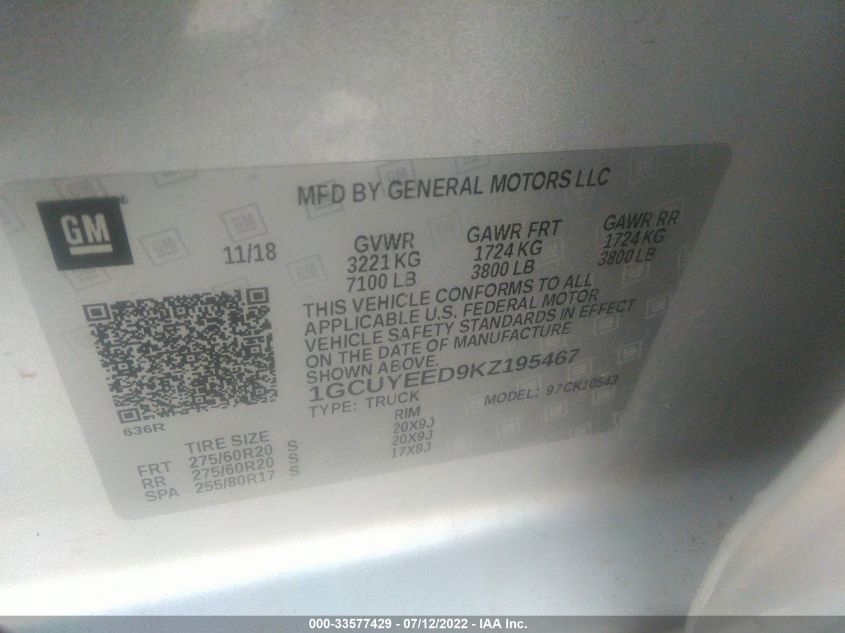 MFD BY GENERAL MOTORS LLC
GM®
11/18
GVWR
3221 KG
7100 LB
GAWR FRT
1724 KG
3800 LB
GAWR RR
1724 KG
3800 LB
THIS VEHICLE CONFORMS TO ALL
APPLICABLE U.S. FEDERAL MOTOR
VEHICLE SAFETY STANDARDS IN EFFECT
ON THE DATE OF MANUFACTURE
SHOWN ABOVE.
1GCUYEED9KZ195467
TYPE: TRUCK
MODEL: 97CK10543
636R
TIRE SIZE
RIM
FRT 275/60R20 S 20X9J
RR 275/60R20 S 20X9J
SPA 255/80R17 S 17X8J
000-33577429 - 07/12/2022 - IAA Inc.